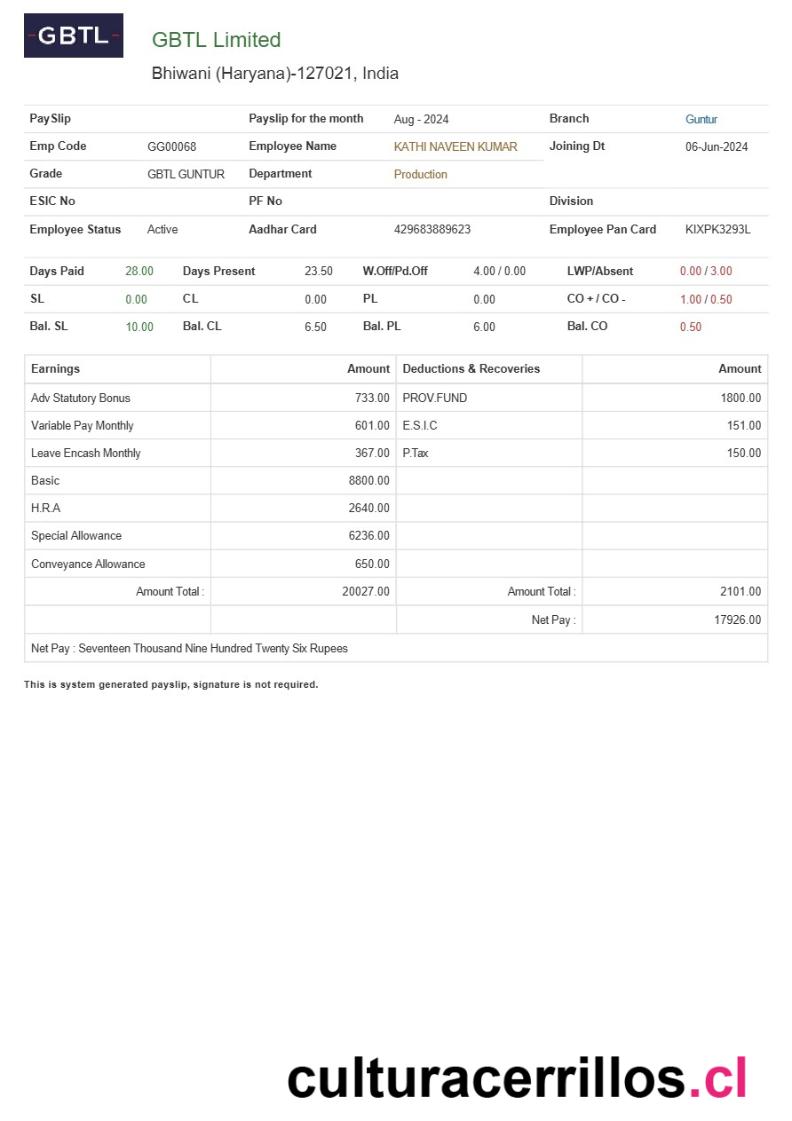 GBTL
GBTL Limited
Bhiwani (Haryana)-127021, India
PaySlip Payslip for the month Aug - 2024 Branch Guntur
Emp Code GG00068 Employee Name KATHI NAVEEN KUMAR Joining Dt 06-Jun-2024
Grade GBTL GUNTUR Department Production
ESIC No PF No Division
Employee Status Active Aadhar Card 429683889623 Employee Pan Card KIXPK3293L
Days Paid 28.00 Days Present 23.50 W.Off/Pd.Off 4.00 / 0.00 LWP/Absent 0.00 / 3.00
SL 0.00 CL 0.00 PL 0.00 CO + / CO - 1.00 / 0.50
Bal. SL 10.00 Bal. CL 6.50 Bal. PL 6.00 Bal. CO 0.50
Earnings Amount Deductions & Recoveries Amount
Adv Statutory Bonus 733.00 PROV.FUND 1800.00
Variable Pay Monthly 601.00 E.S.I.C 151.00
Leave Encash Monthly 367.00 P.Tax 150.00
Basic 8800.00
H.R.A 2640.00
Special Allowance 6236.00
Conveyance Allowance 650.00
Amount Total : 20027.00 Amount Total : 2101.00
Net Pay : 17926.00
Net Pay : Seventeen Thousand Nine Hundred Twenty Six Rupees
This is system generated payslip, signature is not required.
culturacerrillos.cl